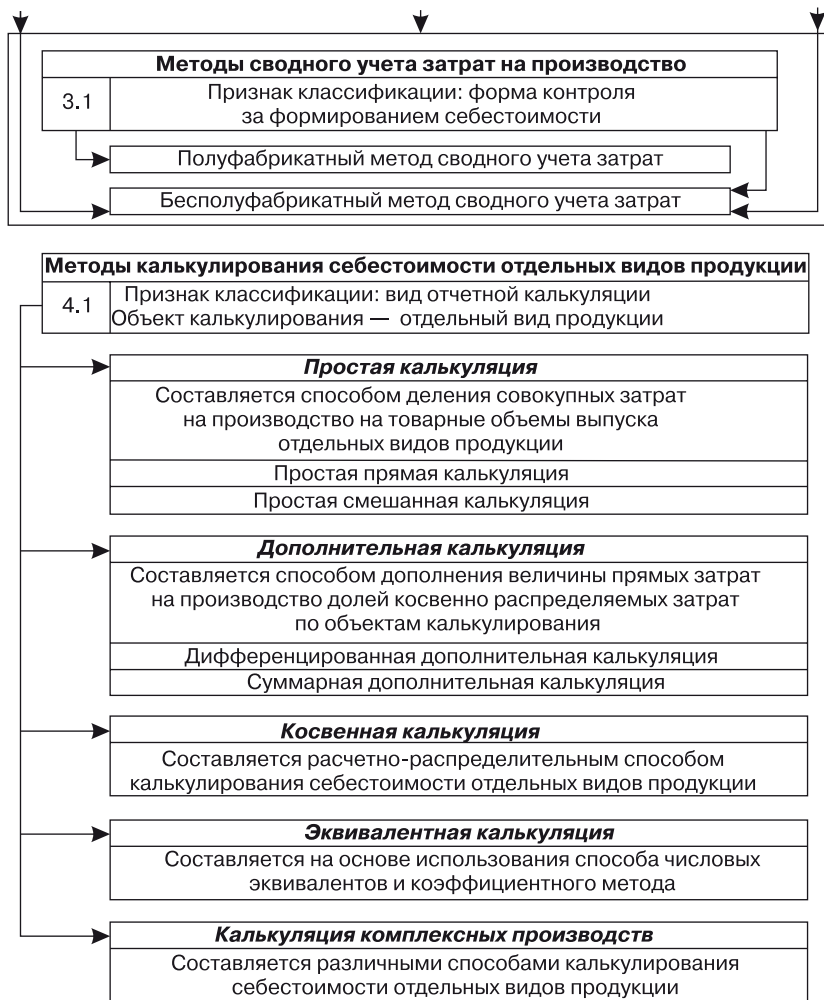 Методы сводного учета затрат на производство
3.1
Признак классификации: форма контроля
за формированием себестоимости
Полуфабрикатный метод сводного учета затрат
Бесполуфабрикатный метод сводного учета затрат
Методы калькулирования себестоимости отдельных видов продукции
4.1
Признак классификации: вид отчетной калькуляции
Объект калькулирования — отдельный вид продукции
Простая калькуляция
Составляется способом деления совокупных затрат
на производство на товарные объемы выпуска
отдельных видов продукции
Простая прямая калькуляция
Простая смешанная калькуляция
Дополнительная калькуляция
Составляется способом дополнения величины прямых затрат
на производство долей косвенно распределяемых затрат
по объектам калькулирования
Дифференцированная дополнительная калькуляция
Суммарная дополнительная калькуляция
Косвенная калькуляция
Составляется расчетно-распределительным способом
калькулирования себестоимости отдельных видов продукции
Эквивалентная калькуляция
Составляется на основе использования способа числовых
эквивалентов и коэффициентного метода
Калькуляция комплексных производств
Составляется различными способами калькулирования
себестоимости отдельных видов продукции